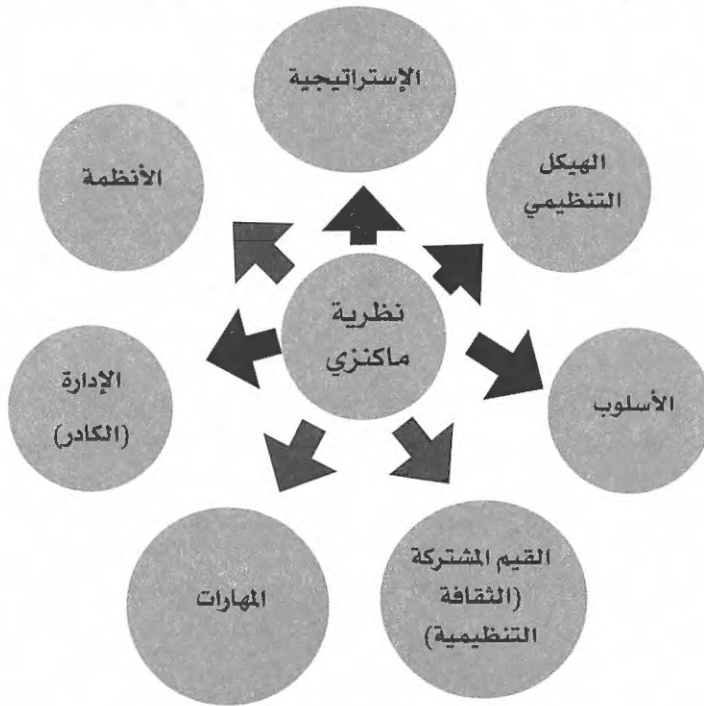 الإستراتيجية
الهيكل
التنظيمي
الأنظمة
نظرية
ماكنزي
الأسلوب
الإدارة
(الكادر)
القيم المشتركة
(الثقافة
التنظيمية)
المهارات